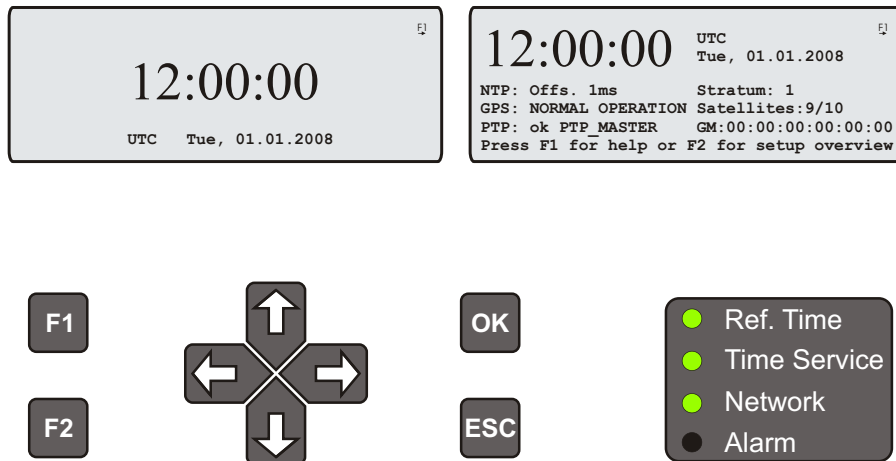 F1
12:00:00
UTC Tue, 01.01.2008
F1
12:00:00
UTC
Tue, 01.01.2008
NTP: Offs. 1ms Stratum: 1
GPS: NORMAL OPERATION Satellites:9/10
PTP: ok PTP_MASTER GM:00:00:00:00:00:00
Press F1 for help or F2 for setup overview
F1
F2
OK
ESC
Ref. Time
Time Service
Network
Alarm